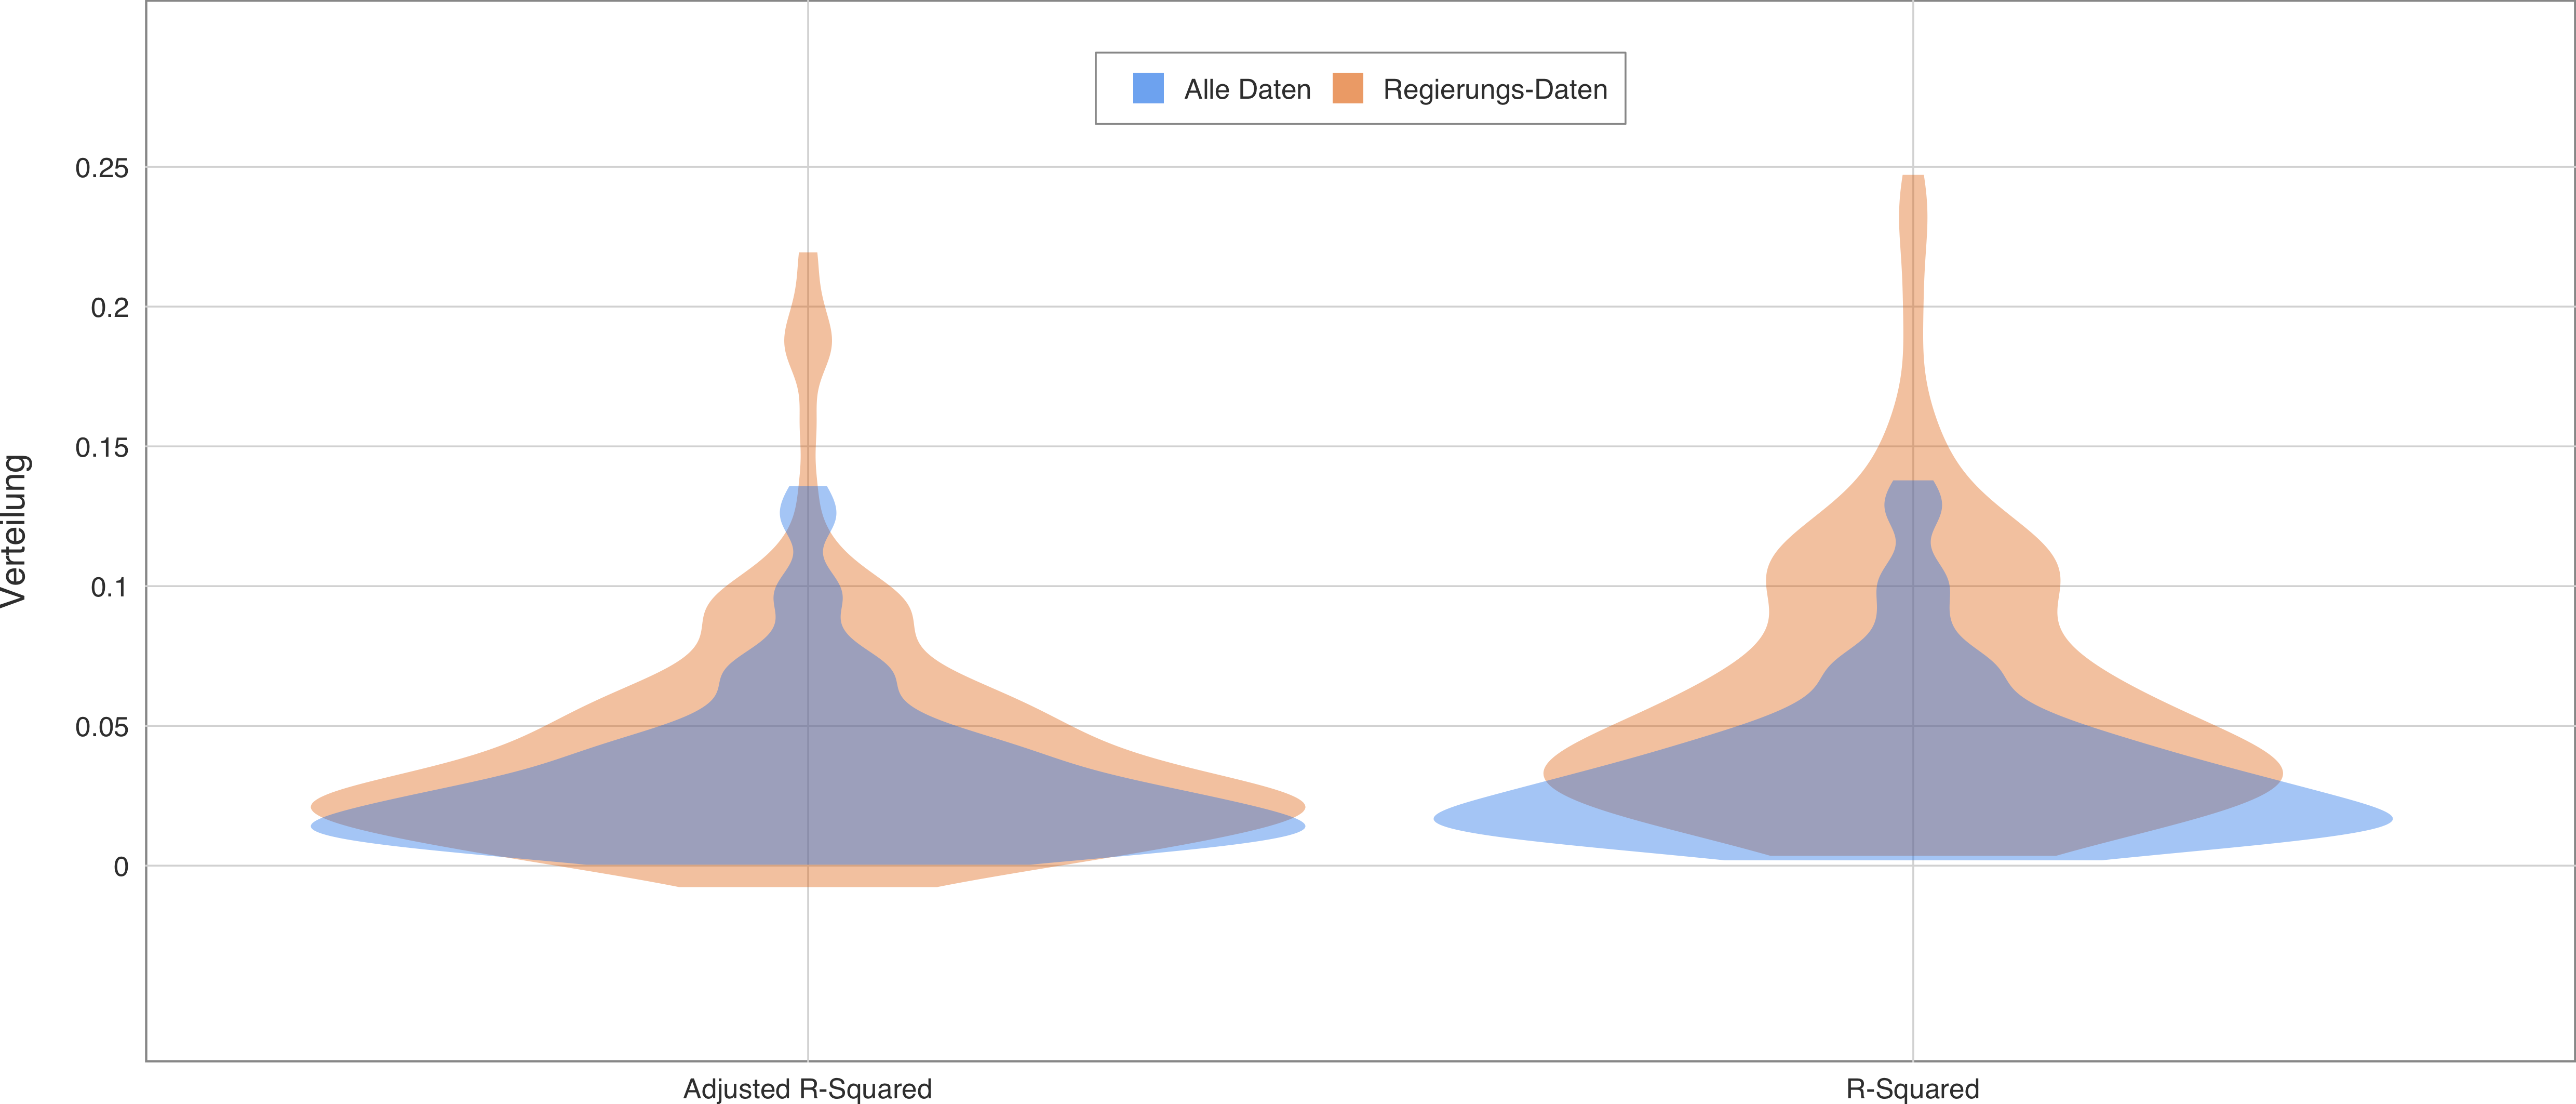 Alle Daten Regierungs-Daten
0.25
0.2
0.15
0.1
0.05
0
Verteilung
Adjusted R-Squared R-Squared